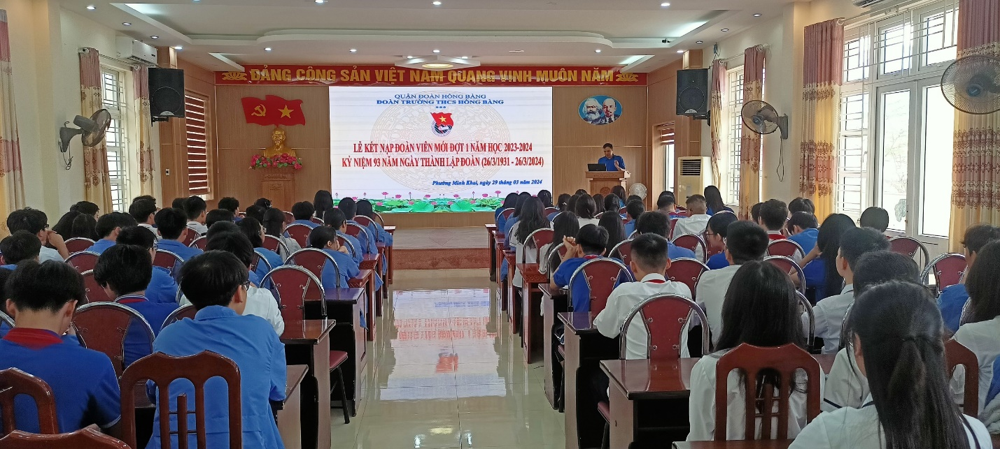 ĐẢNG CỘNG SẢN VIỆT NAM QUANG VINH MUÔN NĂM
QUẬN ĐOÀN HỒNG BÀNG
ĐOÀN TRƯỜNG THCS HỒNG BÀNG
***
LỄ KẾT NẠP ĐOÀN VIÊN MỚI ĐỢT 1 NĂM HỌC 2023-2024
KỶ NIỆM 93 NĂM NGÀY THÀNH LẬP ĐOÀN (26/3/1931 - 26/3/2024)
Phường Minh Khai, ngày 29 tháng 03 năm 2024